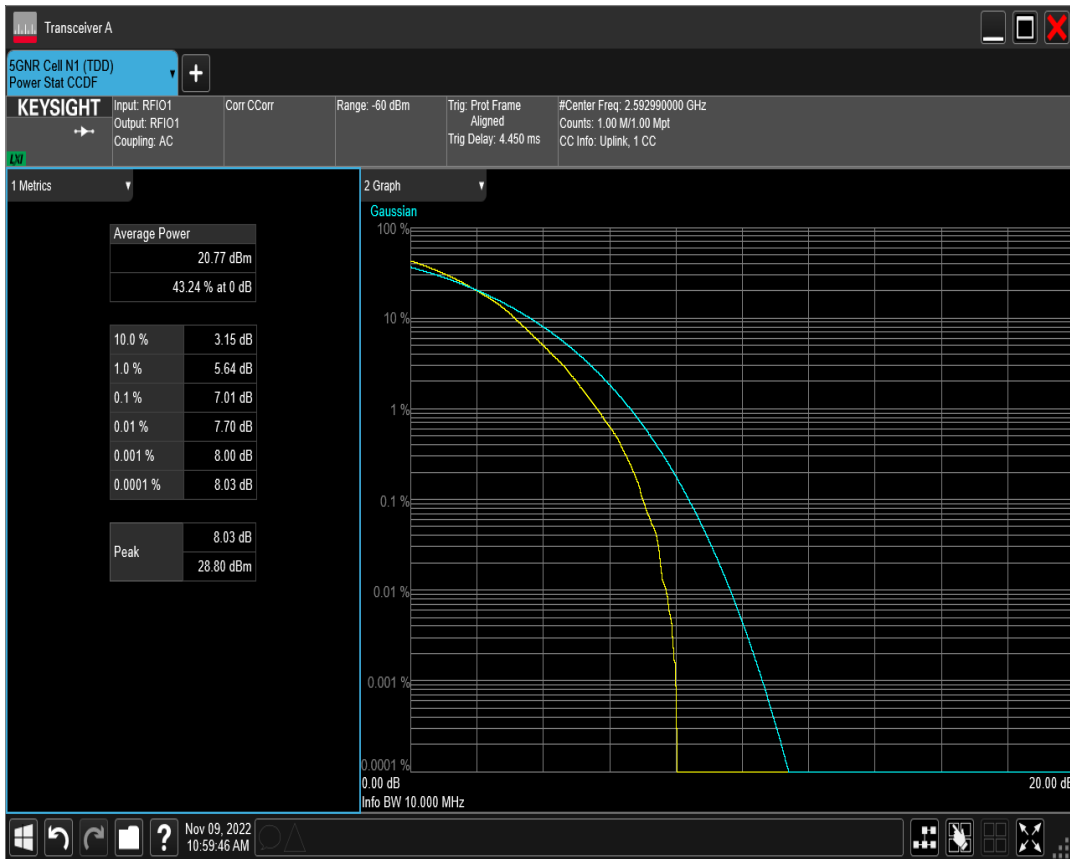 Transceiver A
5GNR Cell N1 (TDD)
Power Stat CCDF
+
KEYSIGHT
LXI
Input: RFIO1
Output: RFIO1
Coupling: AC
Corr CCorr
Range: -60 dBm
Trig: Prot Frame
Aligned
Trig Delay: 4.450 ms
#Center Freq: 2.592990000 GHz
Counts: 1.00 M/1.00 Mpt
CC Info: Uplink, 1 CC
1 Metrics
Average Power
20.77 dBm
43.24 % at 0 dB
10.0 % 3.15 dB
1.0 % 5.64 dB
0.1 % 7.01 dB
0.01 % 7.70 dB
0.001 % 8.00 dB
0.0001 % 8.03 dB
Peak
8.03 dB
28.80 dBm
2 Graph
Gaussian
100 %
10 %
1 %
0.1 %
0.01 %
0.001 %
0.0001 %
0.00 dB 20.00 dB
Info BW 10.000 MHz
?
Nov 09, 2022
10:59:46 AM